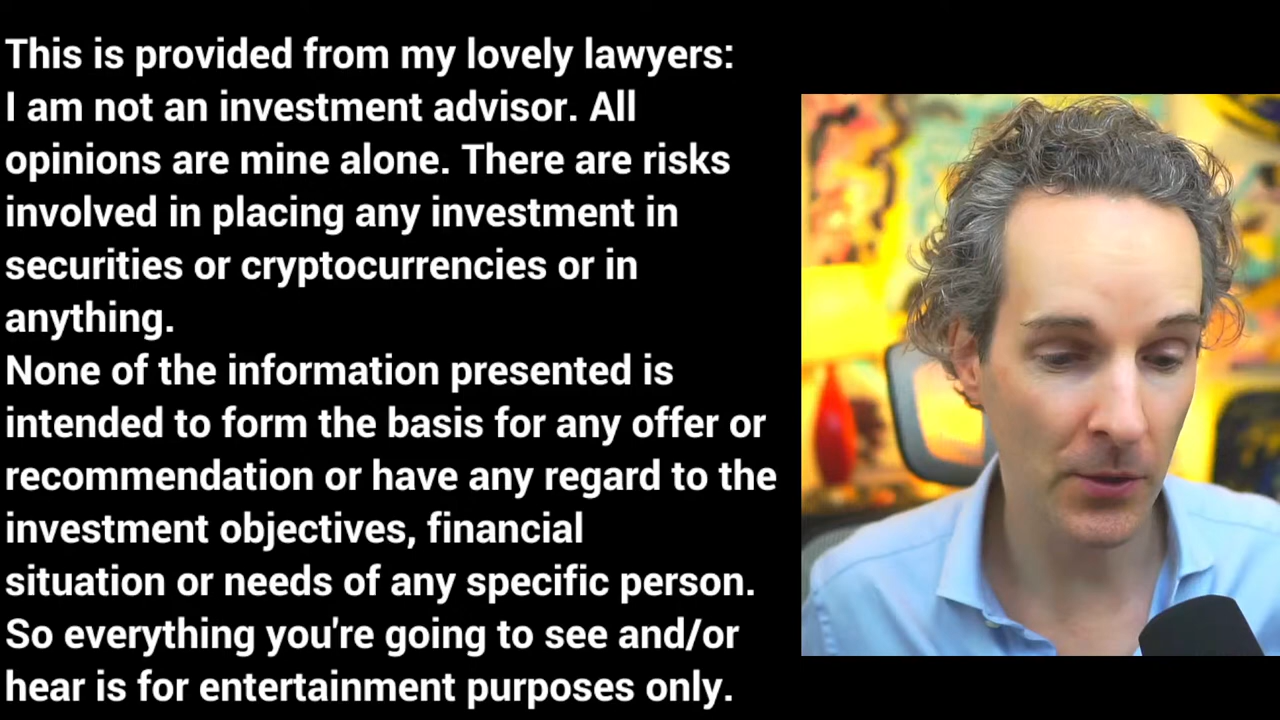 This is provided from my lovely lawyers:
I am not an investment advisor. All
opinions are mine alone. There are risks
involved in placing any investment in
securities or cryptocurrencies or in
anything.
None of the information presented is
intended to form the basis for any offer or
recommendation or have any regard to the
investment objectives, financial
situation or needs of any specific person.
So everything you're going to see and/or
hear is for entertainment purposes only.